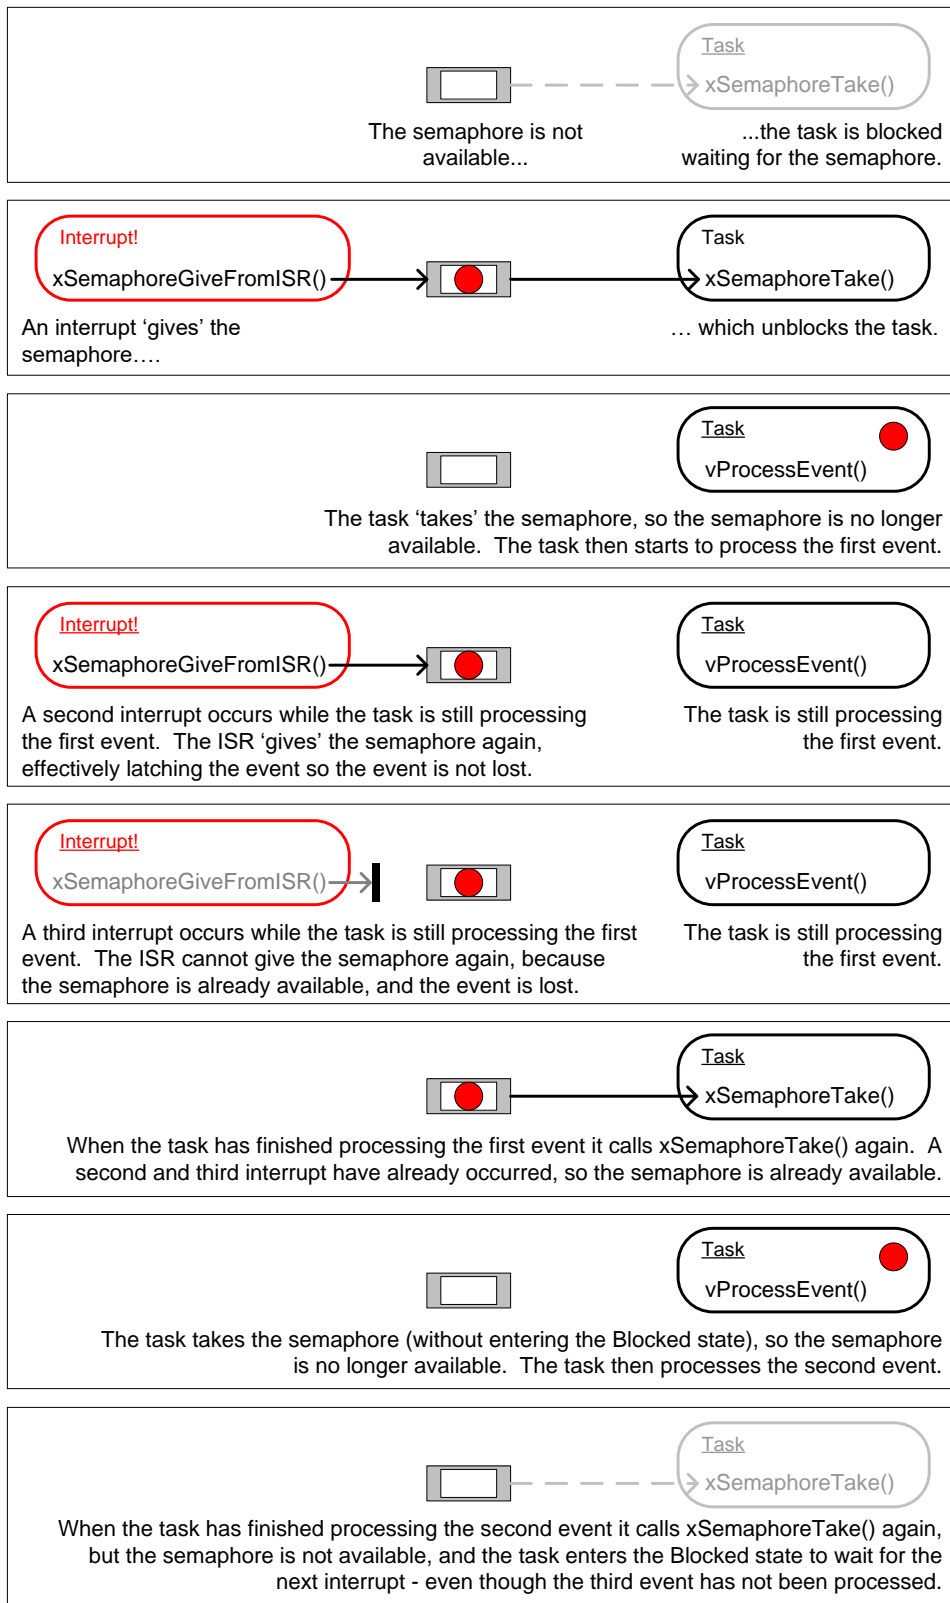 Task
xSemaphoreTake()
The semaphore is not
available...
...the task is blocked
waiting for the semaphore.
Interrupt!
xSemaphoreGiveFromISR()
Task
xSemaphoreTake()
An interrupt ‘gives’ the
semaphore….
… which unblocks the task.
Task
vProcessEvent()
The task ‘takes’ the semaphore, so the semaphore is no longer
available.  The task then starts to process the first event.
Interrupt!
xSemaphoreGiveFromISR()
Task
vProcessEvent()
A second interrupt occurs while the task is still processing
the first event.  The ISR ‘gives’ the semaphore again,
effectively latching the event so the event is not lost.
The task is still processing
the first event.
Interrupt!
xSemaphoreGiveFromISR()
Task
vProcessEvent()
A third interrupt occurs while the task is still processing the first
event.  The ISR cannot give the semaphore again, because
the semaphore is already available, and the event is lost.
The task is still processing
the first event.
Task
xSemaphoreTake()
When the task has finished processing the first event it calls xSemaphoreTake() again.  A
second and third interrupt have already occurred, so the semaphore is already available.
Task
vProcessEvent()
The task takes the semaphore (without entering the Blocked state), so the semaphore
is no longer available.  The task then processes the second event.
Task
xSemaphoreTake()
When the task has finished processing the second event it calls xSemaphoreTake() again,
but the semaphore is not available, and the task enters the Blocked state to wait for the
next interrupt - even though the third event has not been processed.